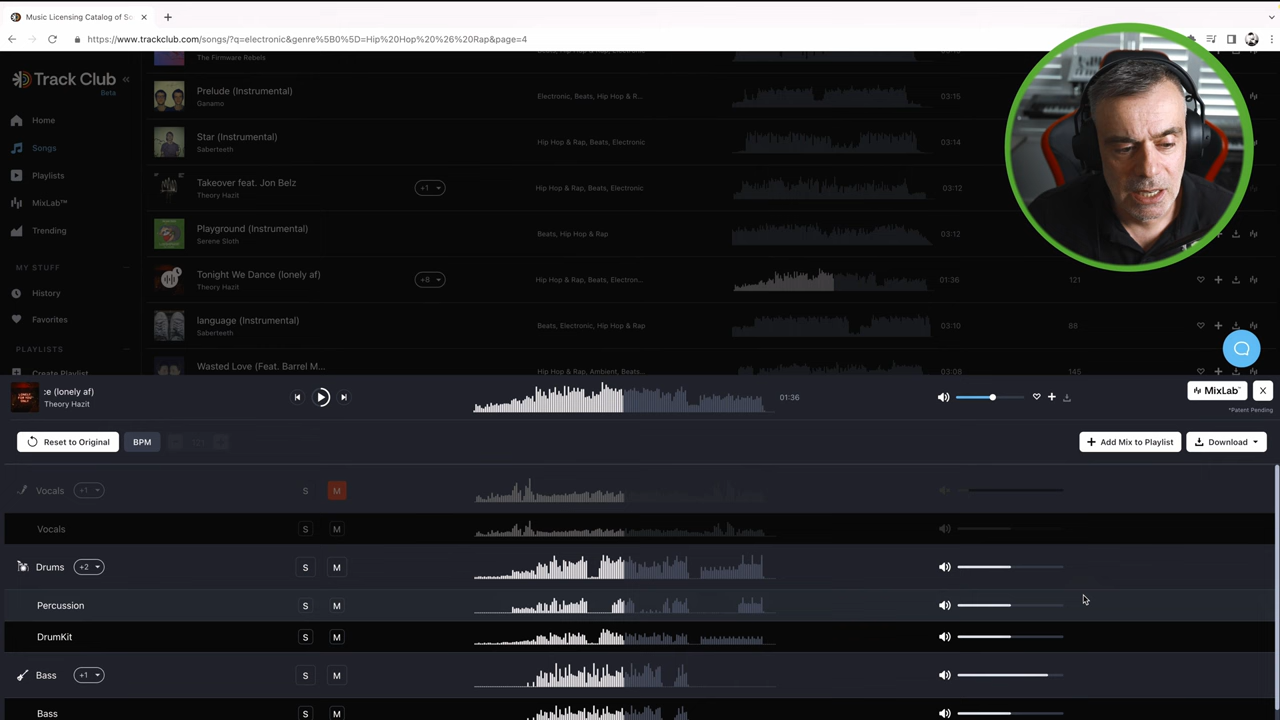 Music Licensing Catalog of So
https://www.trackclub.com/songs/?q=electronic&genre%5B0%5D=Hip%20Hop%20%26%20Rap&page=4
Track Club
Beta
Home
Songs
Playlists
MixLab™
Trending
MY STUFF
History
Favorites
PLAYLISTS
Create Playlist
The Firmware Rebels
Prelude (Instrumental)
Ganamo
Electronic, Beats, Hip Hop & R...
03:15
Star (Instrumental)
Saberteeth
Hip Hop & Rap, Beats, Electronic
03:14
Takeover feat. Jon Belz
Theory Hazit
+1
Hip Hop & Rap, Beats, Electronic
03:12
Playground (Instrumental)
Serene Sloth
Beats, Hip Hop & Rap
03:12
Tonight We Dance (lonely af)
Theory Hazit
+8
Hip Hop & Rap, Electronic, Beats...
01:36
121
language (Instrumental)
Saberteeth
Beats, Electronic, Hip Hop & Rap
03:10
88
Wasted Love (Feat. Barrel M...
Hip Hop & Rap, Ambient, Beats...
03:08
145
:e (lonely af)
Theory Hazit
01:36
MixLab™
*Patent Pending
Reset to Original
BPM
121
Add Mix to Playlist
Download
Vocals
+1
S
M
Vocals
S
M
Drums
+2
S
M
Percussion
S
M
DrumKit
S
M
Bass
+1
S
M
Bass
S
M